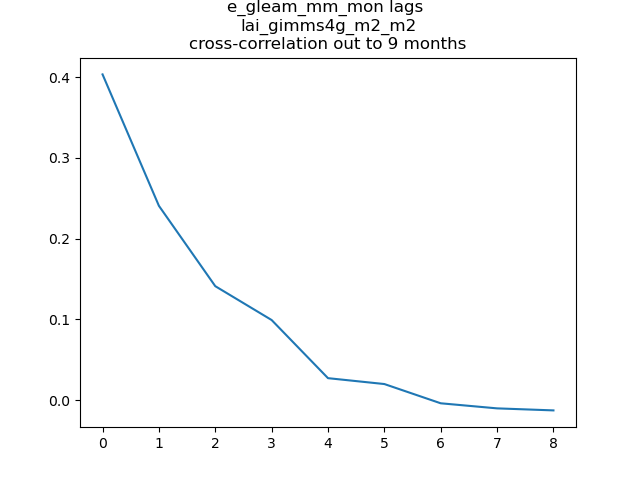 e_gleam_mm_mon lags
lai_gimms4g_m2_m2
cross-correlation out to 9 months
0.4
0.3
0.2
0.1
0.0
0 1 2 3 4 5 6 7 8